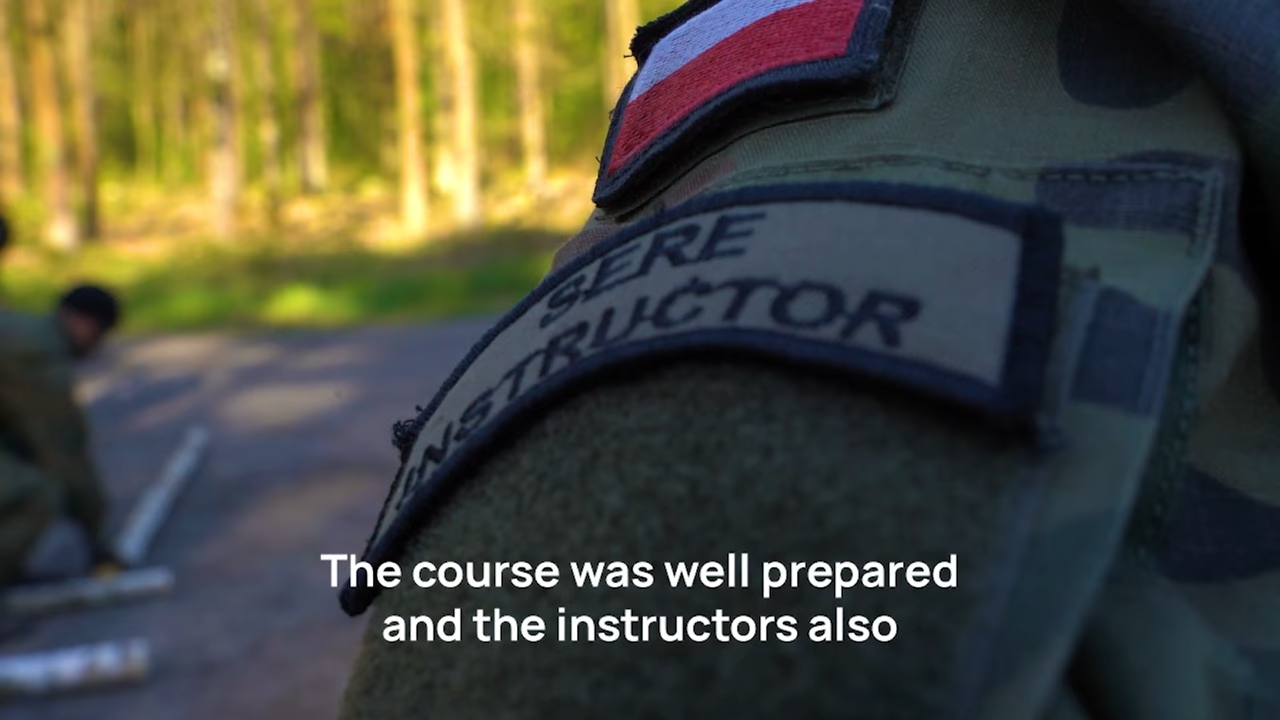 SERE
INSTRUCTOR
The course was well prepared
and the instructors also